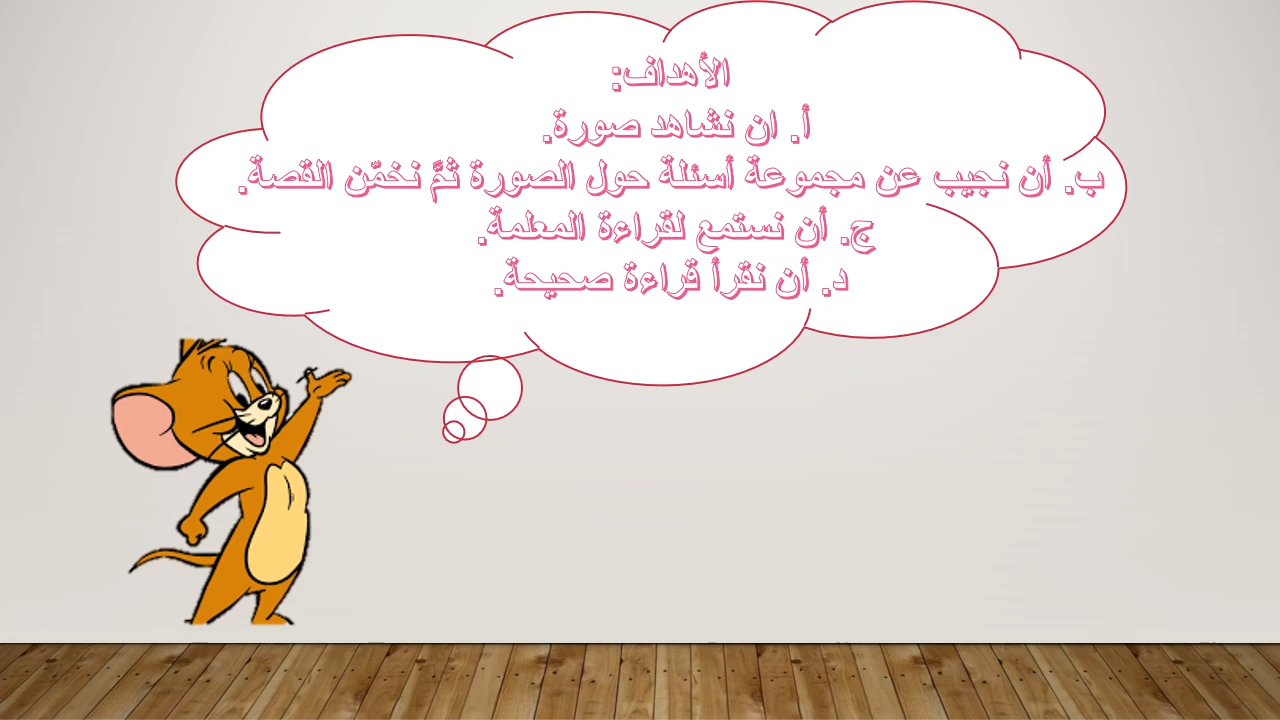 الأهداف:
أ. ان نشاهد صورة.
ب. أن نجيب عن مجموعة أسئلة حول الصورة ثمَّ نخمّن القصة.
ج. أن نستمع لقراءة المعلمة.
د. أن نقرأ قراءة صحيحة.